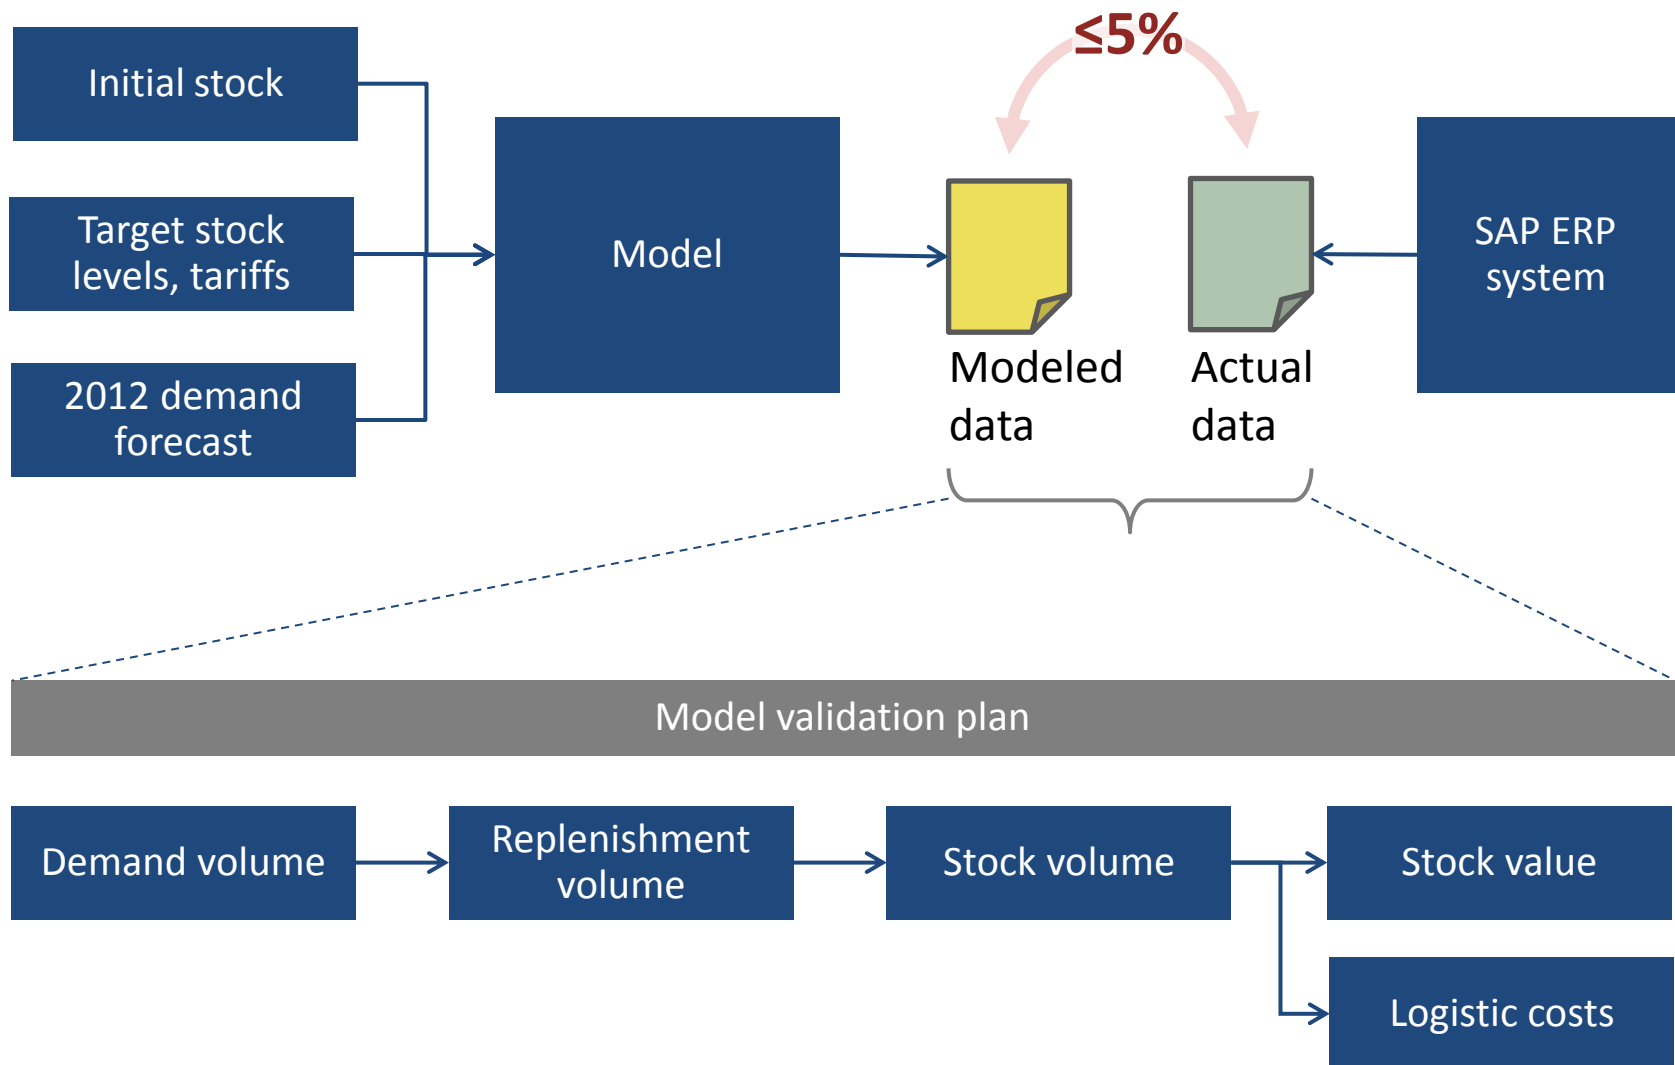 ≤5%
Initial stock
Target stock
levels, tariffs
2012 demand
forecast
Model
Modeled
data
Actual
data
SAP ERP
system
Model validation plan
Demand volume
Replenishment
volume
Stock volume
Stock value
Logistic costs